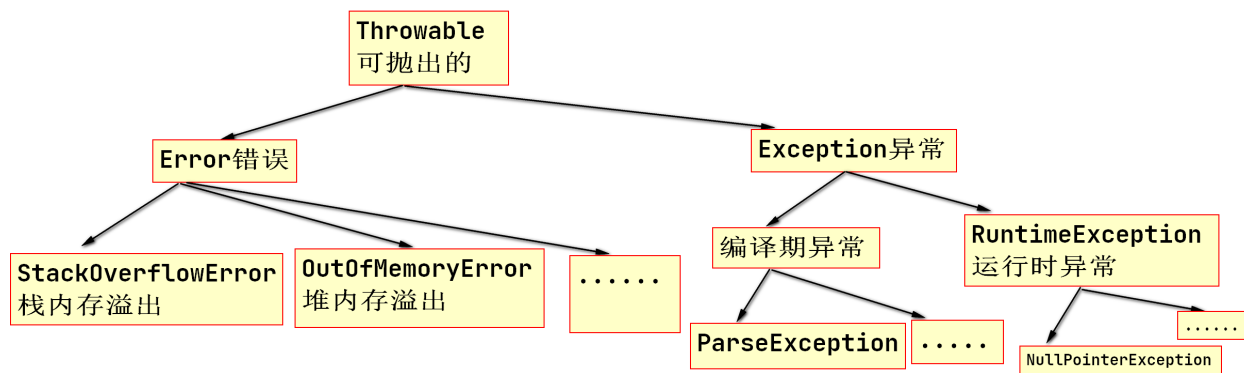 Throwable
可抛出的
Error错误
Exception异常
StackOverflowError
栈内存溢出
OutOfMemoryError
堆内存溢出
......
编译期异常
RuntimeException
运行时异常
ParseException
.....
NullPointerException
......